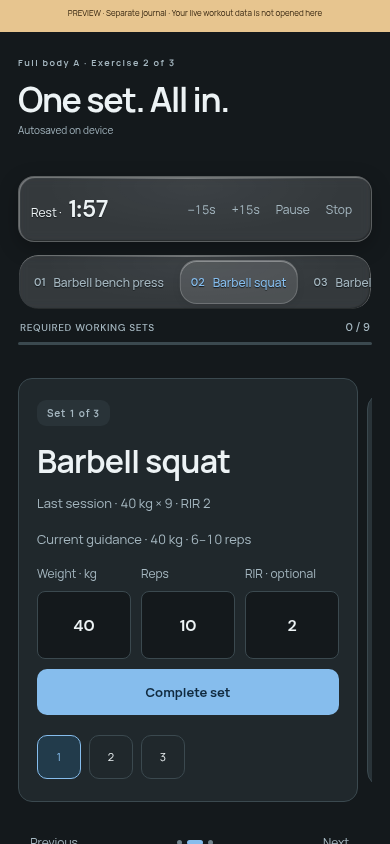 PREVIEW · Separate journal · Your live workout data is not opened here
Full body A · Exercise 2 of 3
One set. All in.
Autosaved on device
Rest · 1:57 −15s +15s Pause Stop
01 Barbell bench press 02 Barbell squat 03 Barbel
REQUIRED WORKING SETS 0 / 9
Set 1 of 3
Barbell squat
Last session · 40 kg × 9 · RIR 2
Current guidance · 40 kg · 6–10 reps
Weight · kg Reps RIR · optional
40 10 2
Complete set
1 2 3
Previous Next